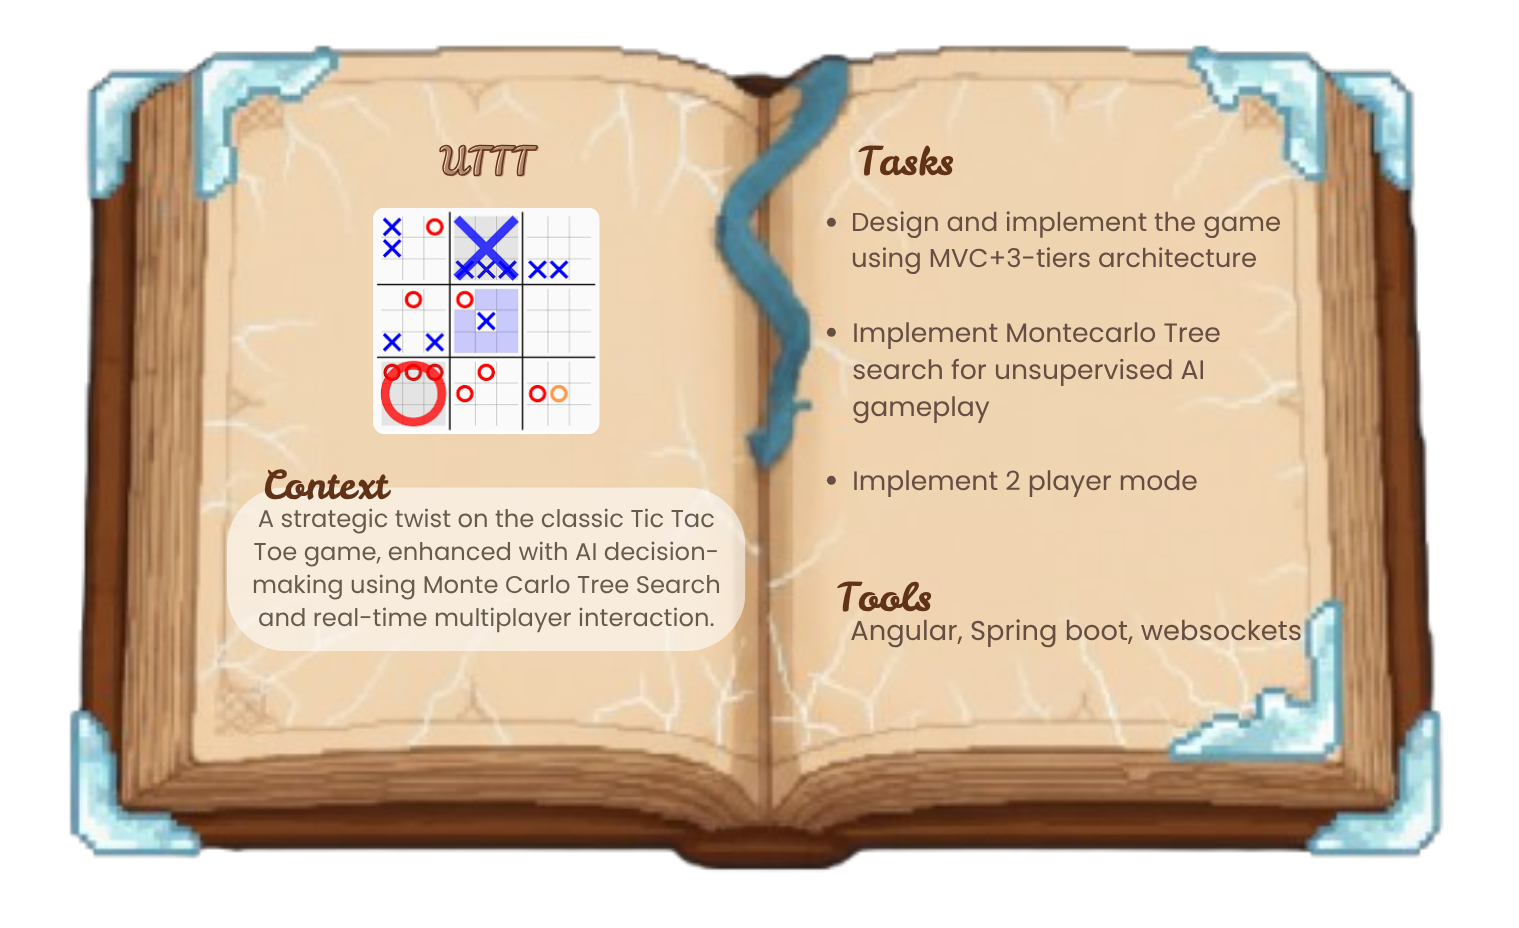 UTTT
Context
A strategic twist on the classic Tic Tac
Toe game, enhanced with AI decision-
making using Monte Carlo Tree Search
and real-time multiplayer interaction.
Tasks
• Design and implement the game
using MVC+3-tiers architecture
• Implement Montecarlo Tree
search for unsupervised AI
gameplay
• Implement 2 player mode
Tools
Angular, Spring boot, websockets